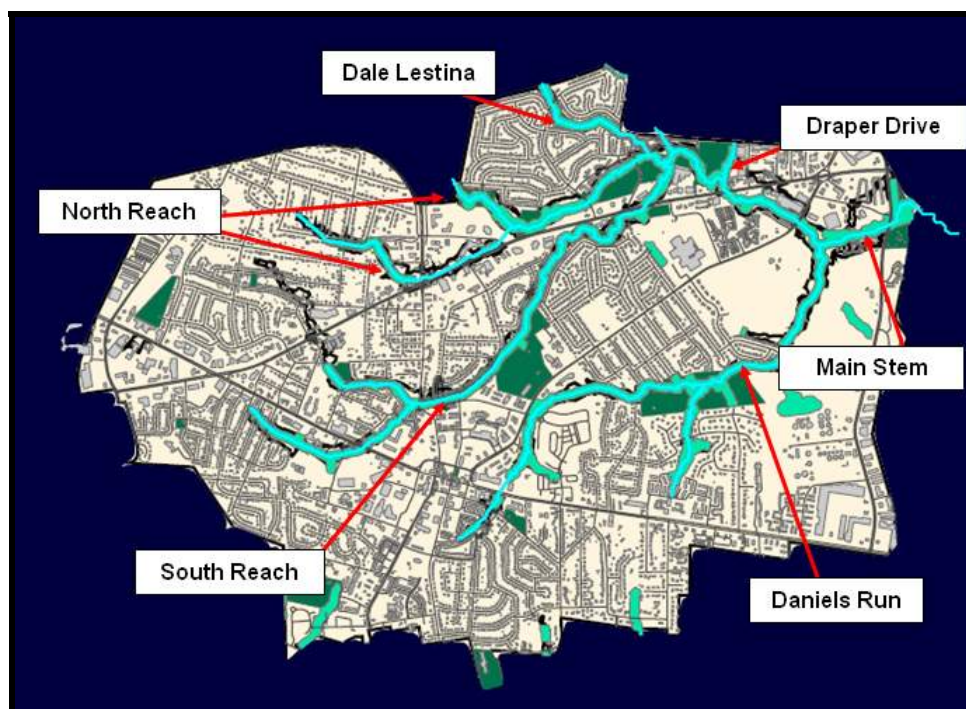 Dale Lestina
Draper Drive
North Reach
Main Stem
South Reach
Daniels Run